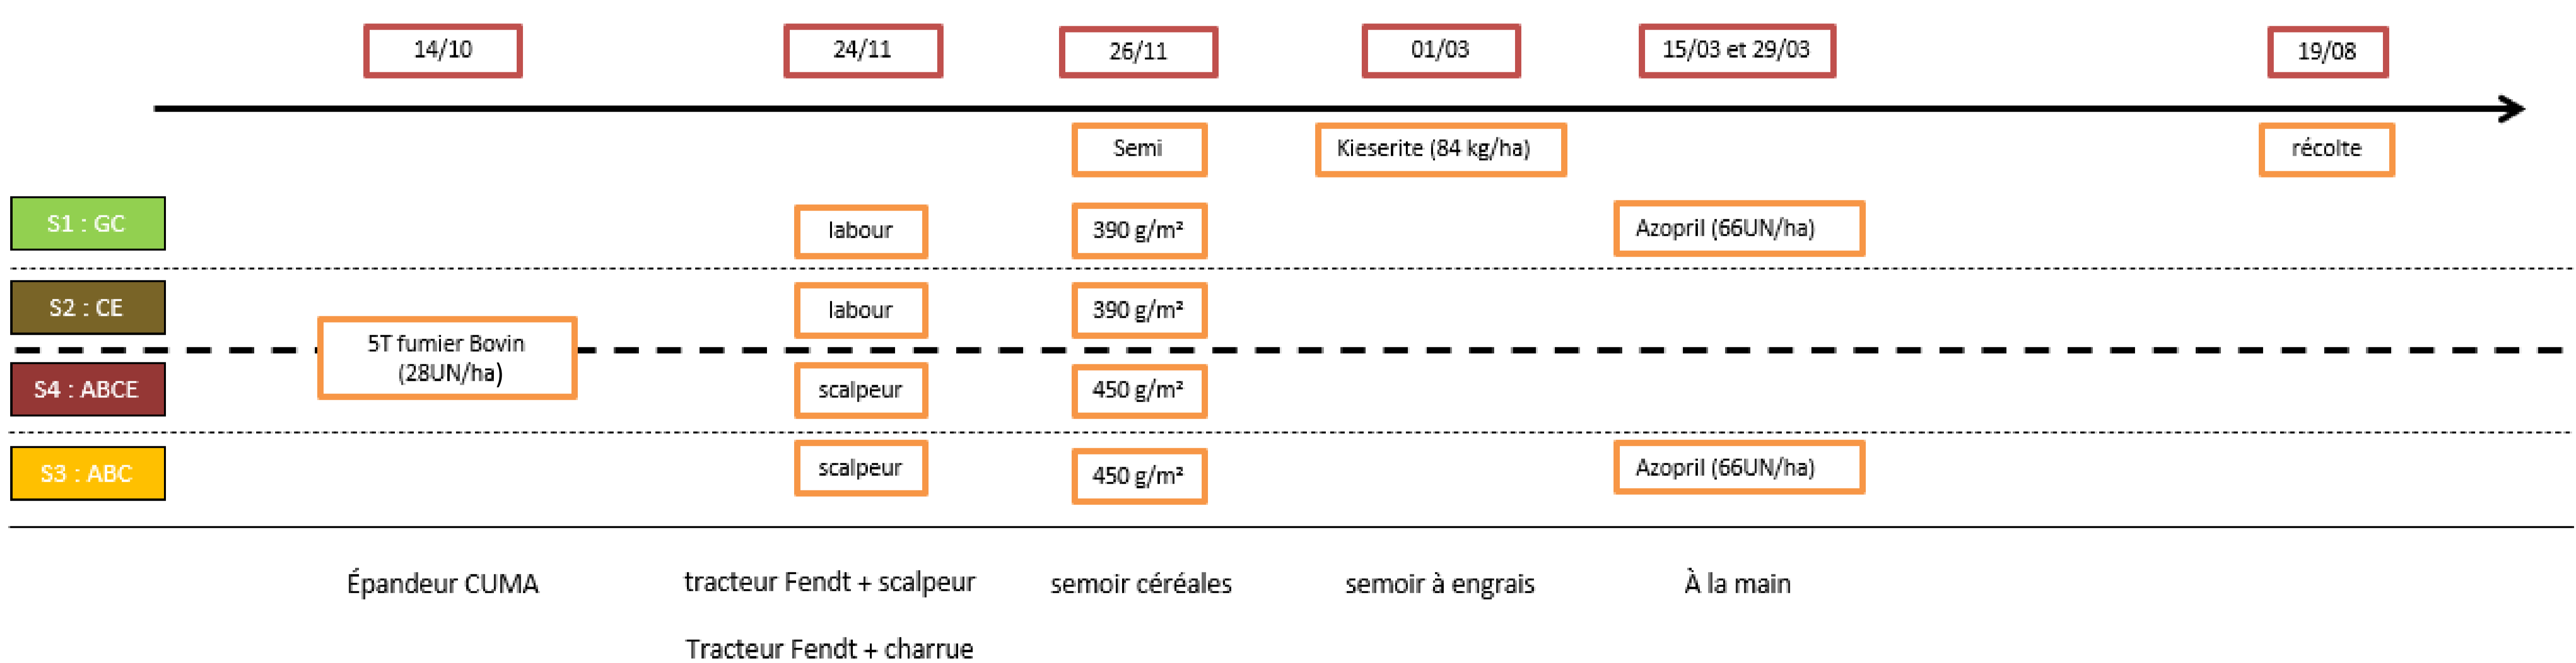 14/10
24/11
26/11
01/03
15/03 et 29/03
19/08
Semi
Kieserite (84 kg/ha)
récolte
S1 : GC
labour
390 g/m²
Azopril (66UN/ha)
S2 : CE
labour
390 g/m²
5T fumier Bovin
(28UN/ha)
S4 : ABCE
scalpeur
450 g/m²
S3 : ABC
scalpeur
450 g/m²
Azopril (66UN/ha)
Épandeur CUMA
tracteur Fendt + scalpeur
semoir céréales
semoir à engrais
À la main
Tracteur Fendt + charrue